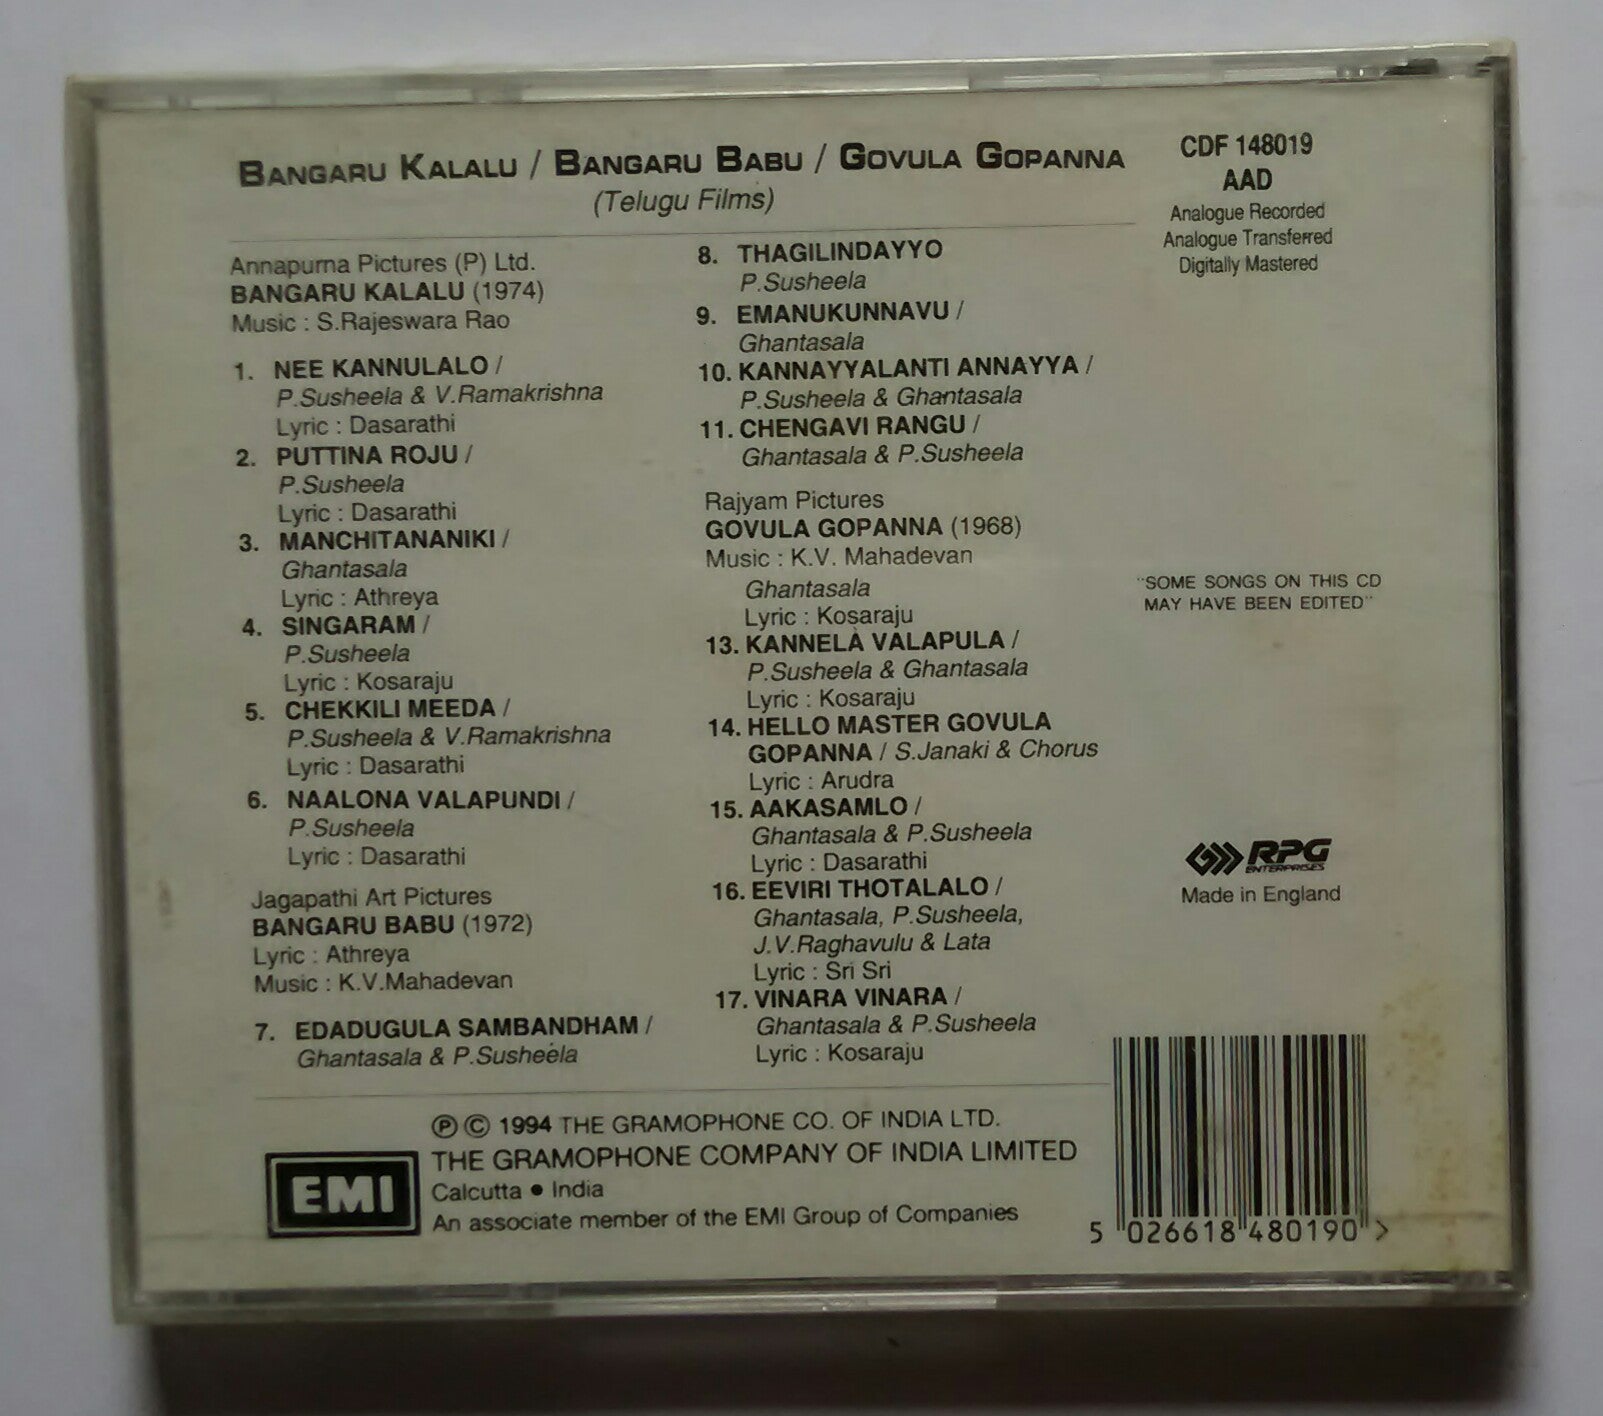 BANGARU KALALU / BANGARU BABU / GOVULA GOPANNA
(Telugu Films)
Annapurna Pictures (P) Ltd.
BANGARU KALALU (1974)
Music : S.Rajeswara Rao
1. NEE KANNULALO /
P.Susheela & V.Ramakrishna
Lyric : Dasarathi
2. PUTTINA ROJU /
P.Susheela
Lyric : Dasarathi
3. MANCHITANANIKI /
Ghantasala
Lyric : Athreya
4. SINGARAM /
P.Susheela
Lyric : Kosaraju
5. CHEKKILI MEEDA /
P.Susheela & V.Ramakrishna
Lyric : Dasarathi
6. NAALONA VALAPUNDI /
P.Susheela
Lyric : Dasarathi
Jagapathi Art Pictures
BANGARU BABU (1972)
Lyric : Athreya
Music : K.V.Mahadevan
7. EDADUGULA SAMBANDHAM /
Ghantasala & P.Susheela
8. THAGILINDAYYO
P.Susheela
9. EMANUKUNNAVU /
Ghantasala
10. KANNAYYALANTI ANNAYYA /
P.Susheela & Ghantasala
11. CHENGAVI RANGU /
Ghantasala & P.Susheela
Rajyam Pictures
GOVULA GOPANNA (1968)
Music : K.V. Mahadevan
Ghantasala
Lyric : Kosaraju
13. KANNELA VALAPULA /
P.Susheela & Ghantasala
Lyric : Kosaraju
14. HELLO MASTER GOVULA
GOPANNA / S.Janaki & Chorus
Lyric : Arudra
15. AAKASAMLO /
Ghantasala & P.Susheela
Lyric : Dasarathi
16. EEVIRI THOTALALO /
Ghantasala, P.Susheela,
J.V.Raghavulu & Lata
Lyric : Sri Sri
17. VINARA VINARA /
Ghantasala & P.Susheela
Lyric : Kosaraju
CDF 148019
AAD
Analogue Recorded
Analogue Transferred
Digitally Mastered
"SOME SONGS ON THIS CD
MAY HAVE BEEN EDITED"
RPG
ENTERPRISES
Made in England
℗ © 1994 THE GRAMOPHONE CO. OF INDIA LTD.
THE GRAMOPHONE COMPANY OF INDIA LIMITED
Calcutta ● India
An associate member of the EMI Group of Companies
EMI
5 026618 480190 >